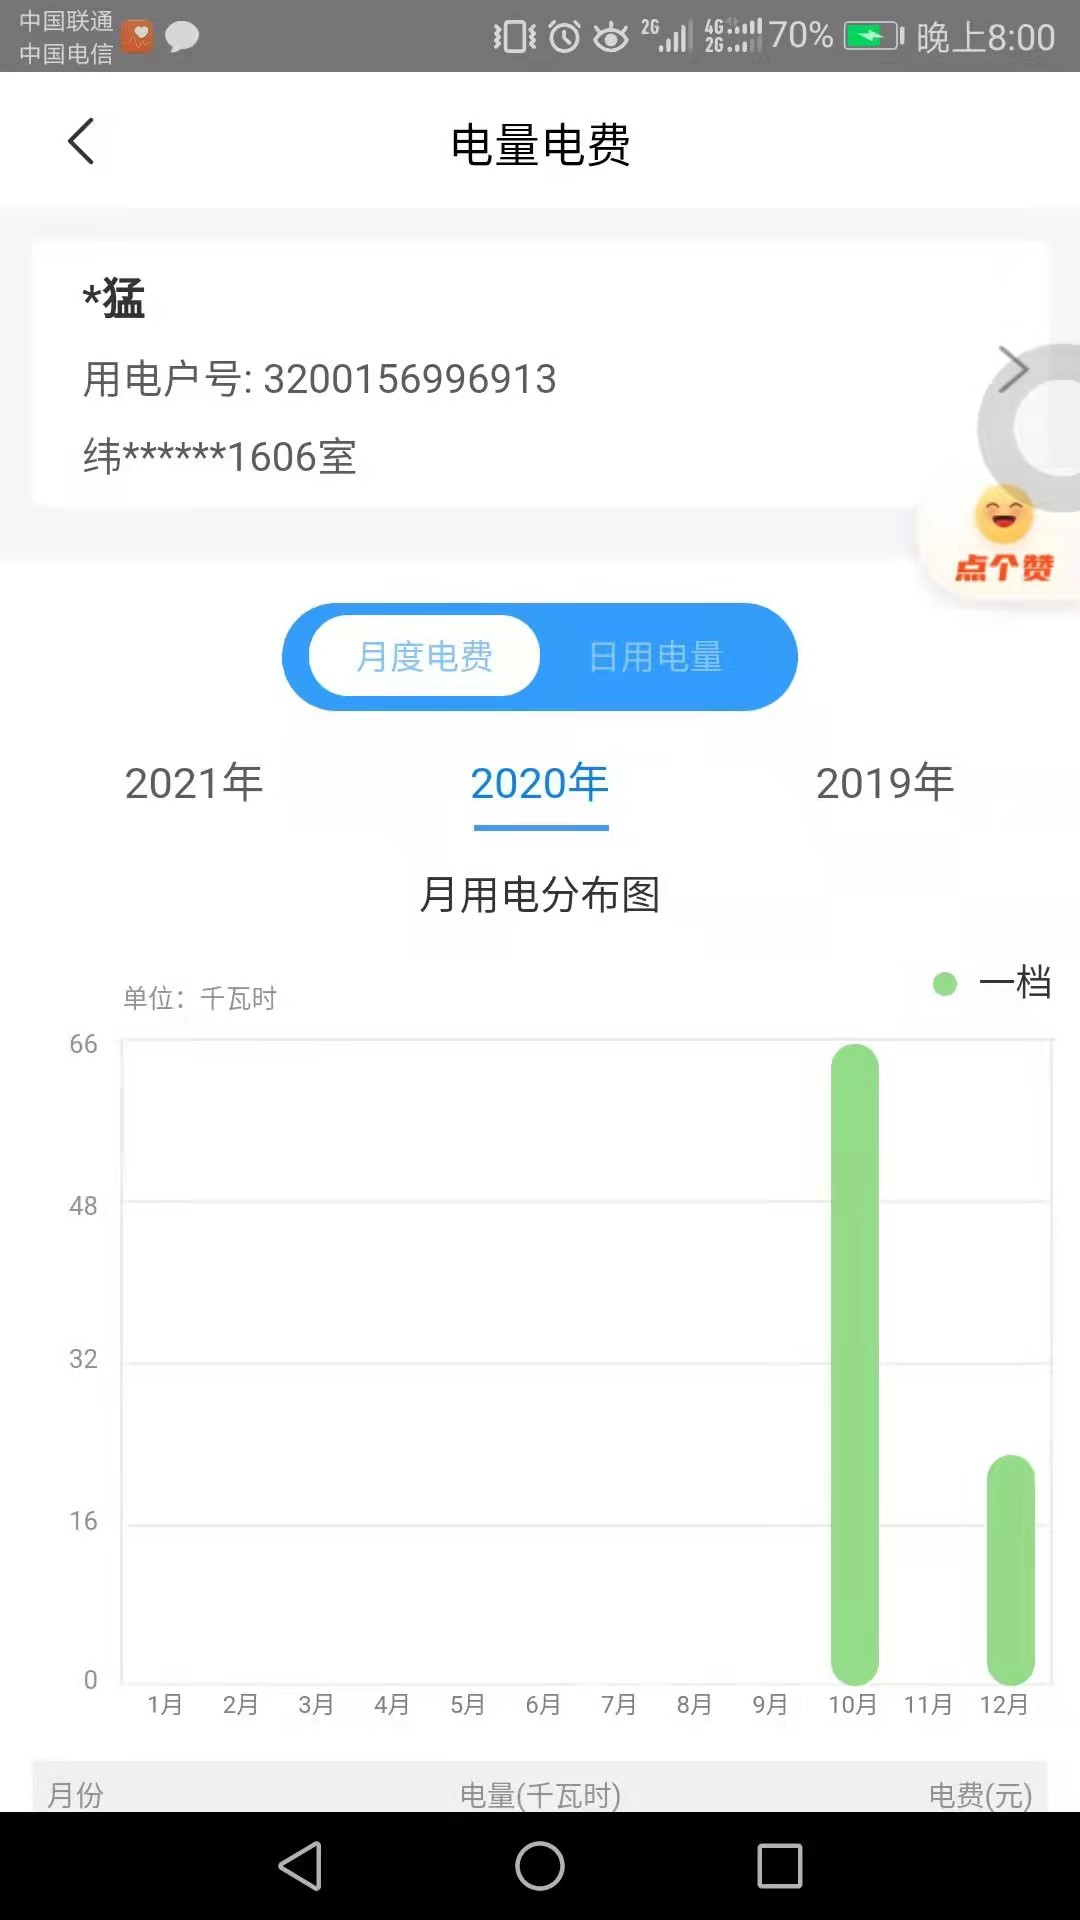 中国联通
中国电信
2G 4G 2G 70% 晚上8:00
电量电费
*猛
用电户号: 3200156996913
纬******1606室
点个赞
月度电费 日用电量
2021年 2020年 2019年
月用电分布图
单位：千瓦时
一档
66
48
32
16
0
1月 2月 3月 4月 5月 6月 7月 8月 9月 10月 11月 12月
月份 电量(千瓦时) 电费(元)